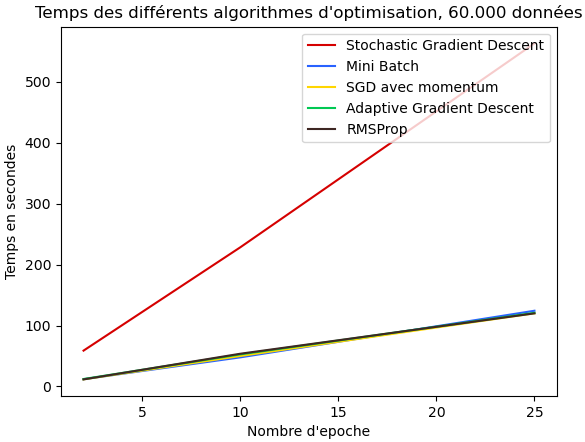 Temps des différents algorithmes d'optimisation, 60.000 données
Stochastic Gradient Descent
Mini Batch
SGD avec momentum
Adaptive Gradient Descent
RMSProp
Temps en secondes
500
400
300
200
100
0
5 10 15 20 25
Nombre d'epoche